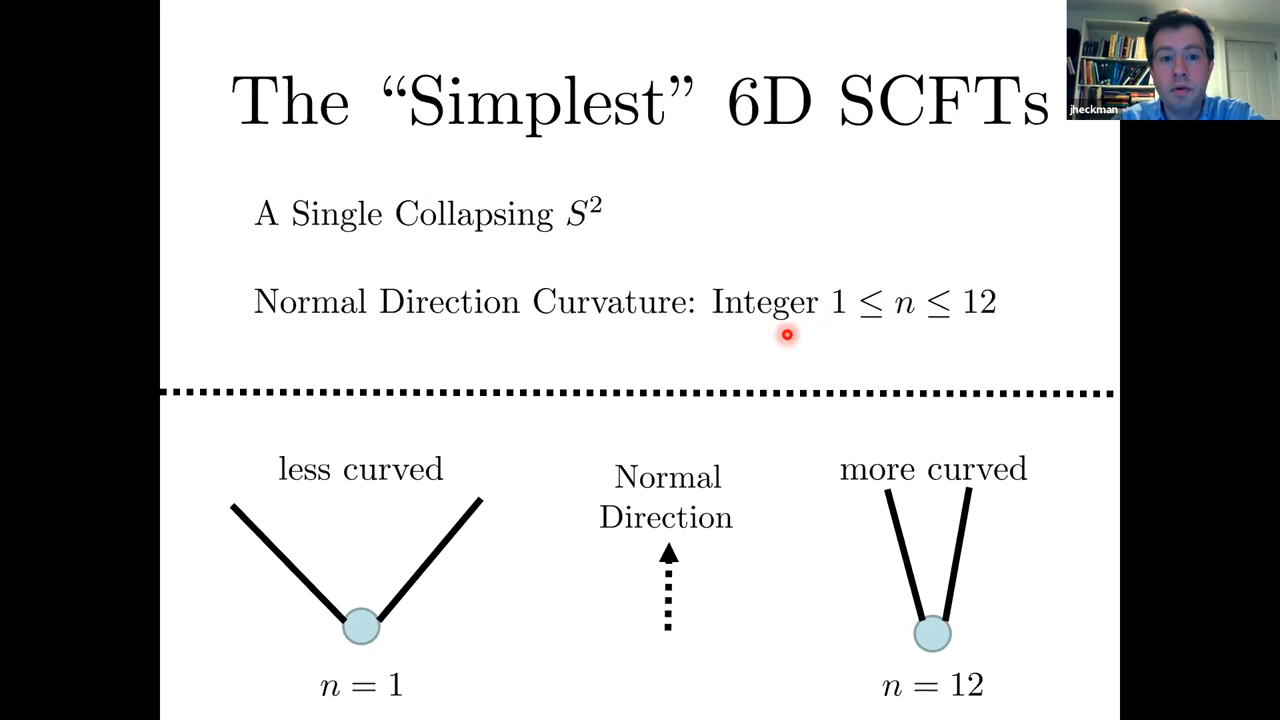 The “Simplest” 6D SCFTs
jheckman
A Single Collapsing S²
Normal Direction Curvature: Integer 1 ≤ n ≤ 12
less curved
Normal
Direction
more curved
n = 1
n = 12